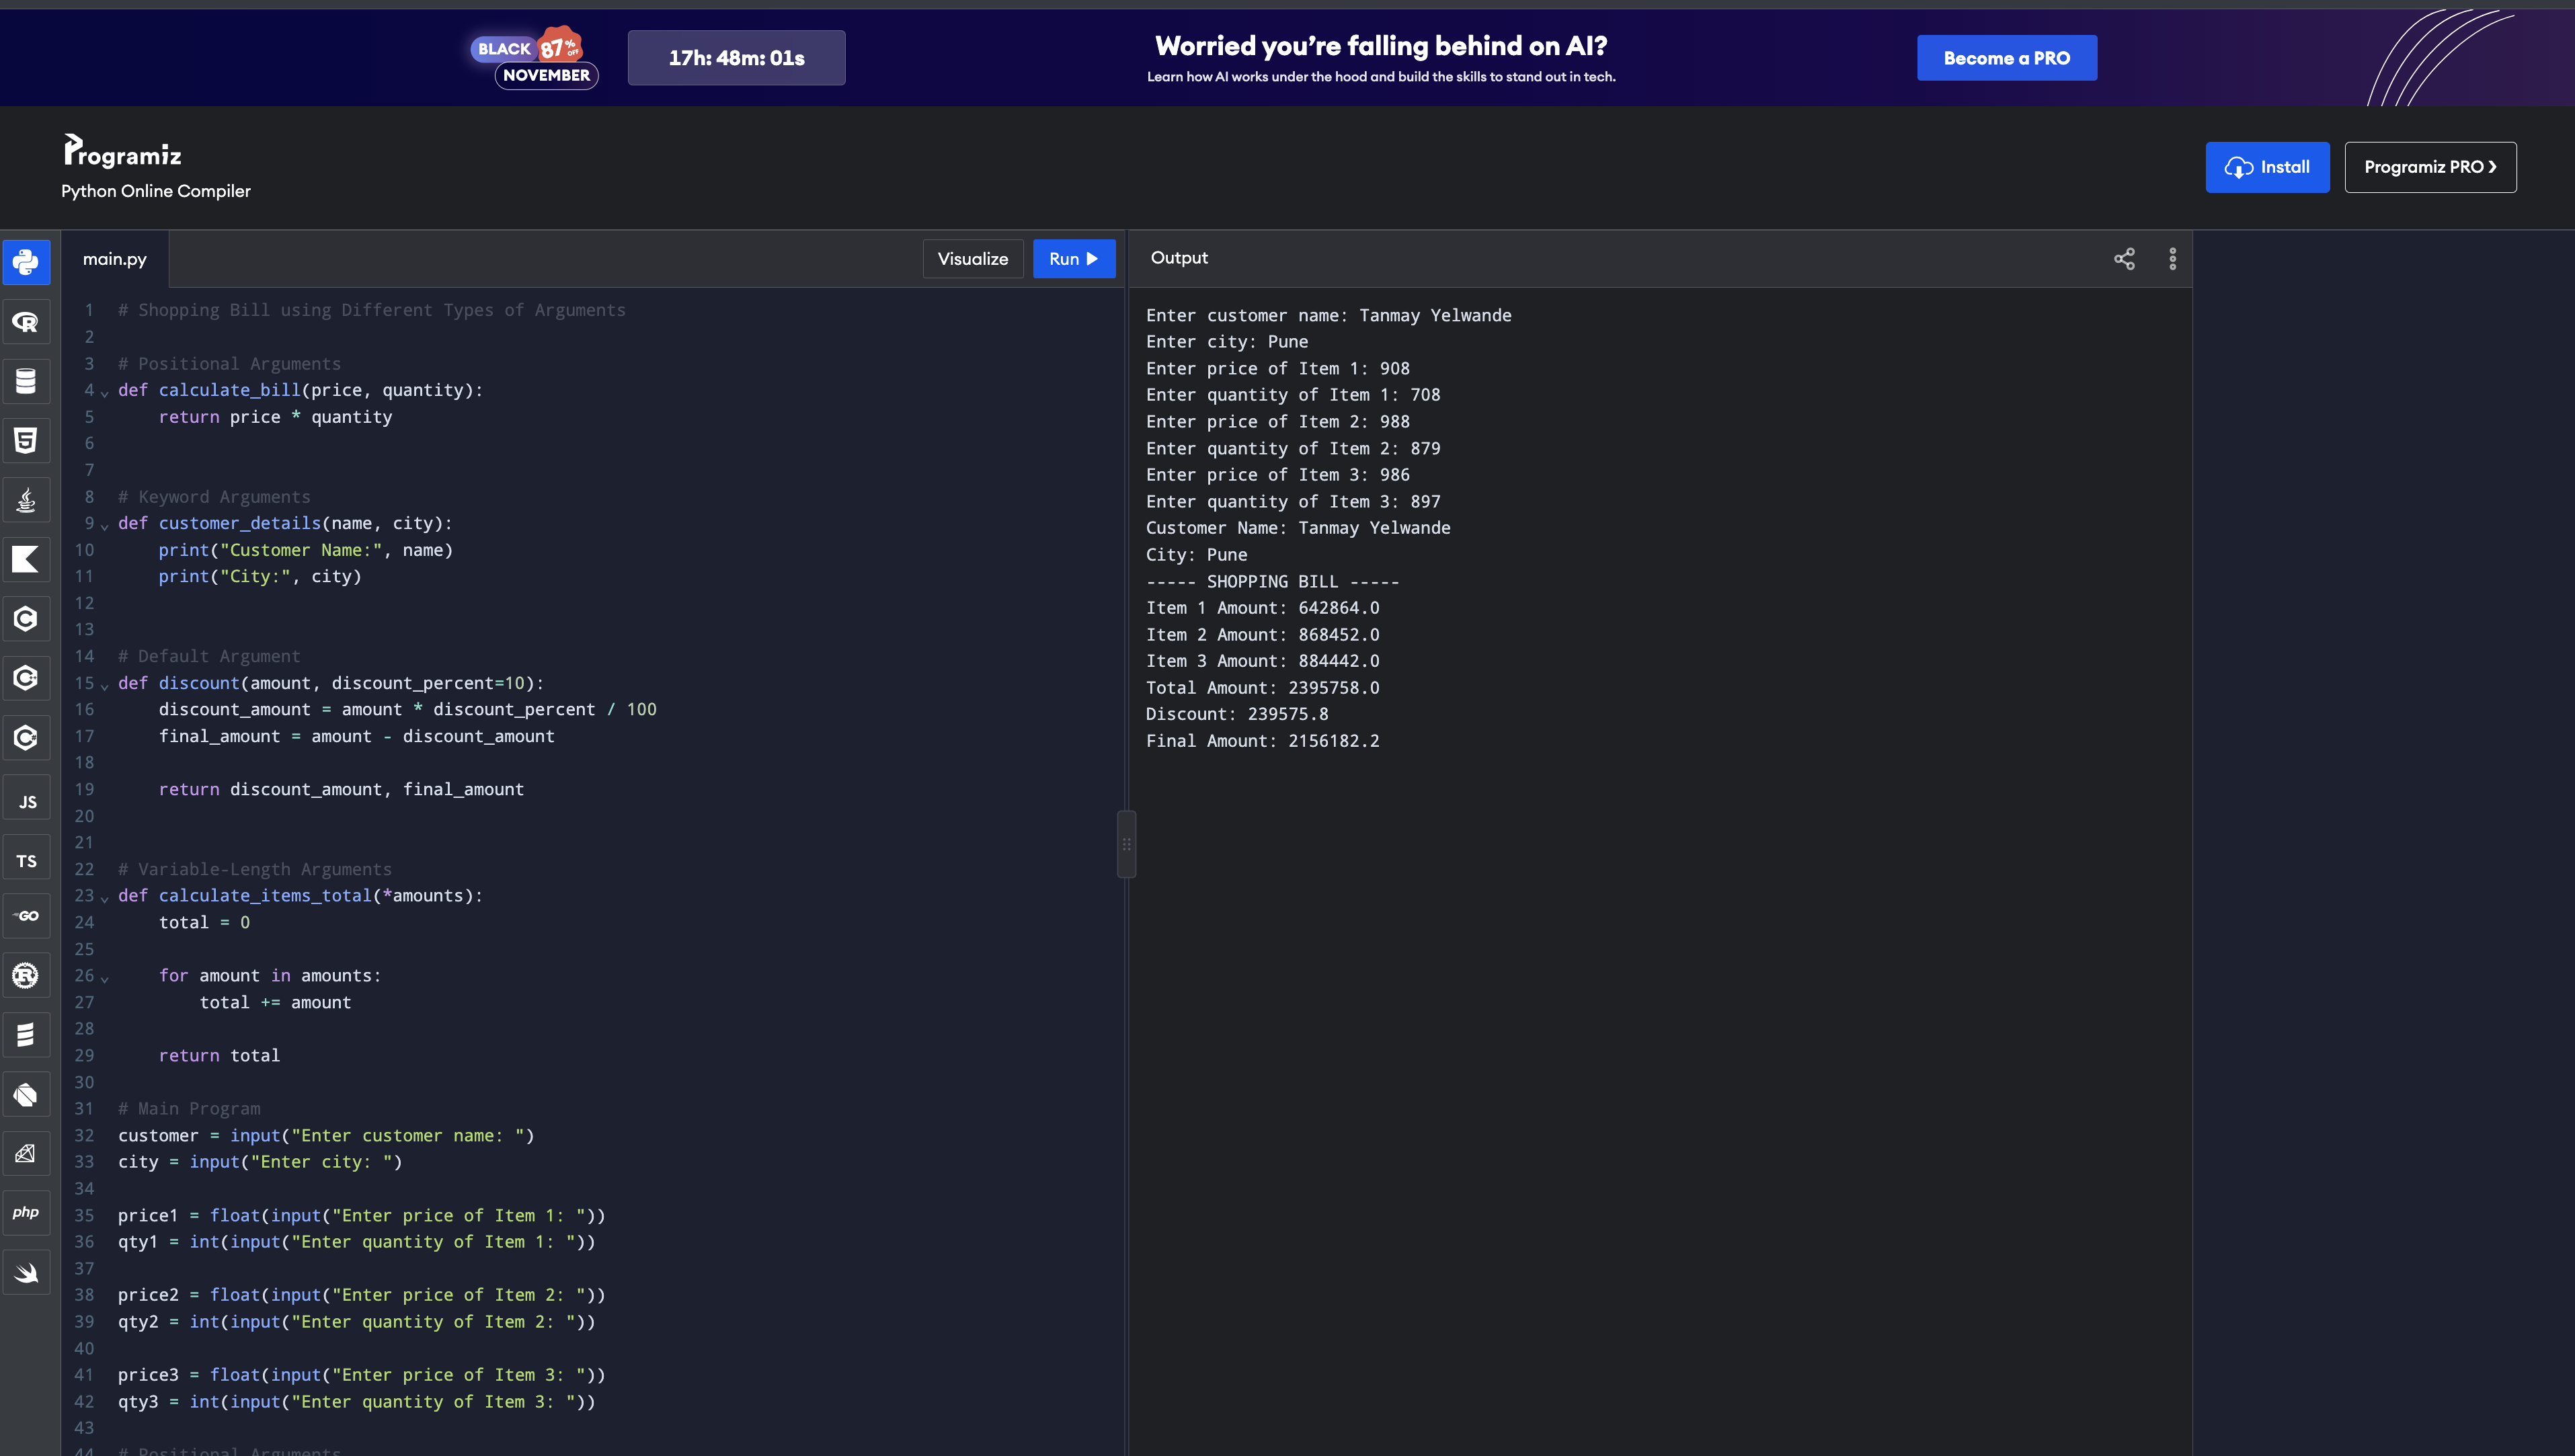 BLACK 87% OFF
NOVEMBER
17h: 48m: 01s
Worried you’re falling behind on AI?
Learn how AI works under the hood and build the skills to stand out in tech.
Become a PRO
Programiz
Python Online Compiler
Install
Programiz PRO ❯
main.py
Visualize
Run
Output
JS
TS
GO
php
1 # Shopping Bill using Different Types of Arguments
2
3 # Positional Arguments
4 def calculate_bill(price, quantity):
5     return price * quantity
6
7
8 # Keyword Arguments
9 def customer_details(name, city):
10     print("Customer Name:", name)
11     print("City:", city)
12
13
14 # Default Argument
15 def discount(amount, discount_percent=10):
16     discount_amount = amount * discount_percent / 100
17     final_amount = amount - discount_amount
18
19     return discount_amount, final_amount
20
21
22 # Variable-Length Arguments
23 def calculate_items_total(*amounts):
24     total = 0
25
26     for amount in amounts:
27         total += amount
28
29     return total
30
31 # Main Program
32 customer = input("Enter customer name: ")
33 city = input("Enter city: ")
34
35 price1 = float(input("Enter price of Item 1: "))
36 qty1 = int(input("Enter quantity of Item 1: "))
37
38 price2 = float(input("Enter price of Item 2: "))
39 qty2 = int(input("Enter quantity of Item 2: "))
40
41 price3 = float(input("Enter price of Item 3: "))
42 qty3 = int(input("Enter quantity of Item 3: "))
43
44 # Positional Arguments
Enter customer name: Tanmay Yelwande
Enter city: Pune
Enter price of Item 1: 908
Enter quantity of Item 1: 708
Enter price of Item 2: 988
Enter quantity of Item 2: 879
Enter price of Item 3: 986
Enter quantity of Item 3: 897
Customer Name: Tanmay Yelwande
City: Pune
----- SHOPPING BILL -----
Item 1 Amount: 642864.0
Item 2 Amount: 868452.0
Item 3 Amount: 884442.0
Total Amount: 2395758.0
Discount: 239575.8
Final Amount: 2156182.2